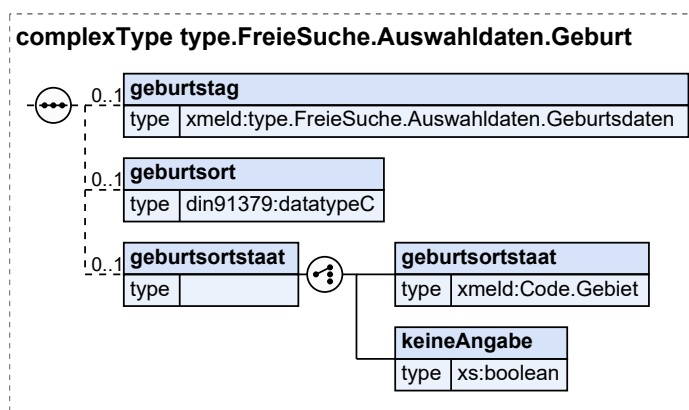 complexType type.FreieSuche.Auswahldaten.Geburt
0..1 geburtstag
type xmeld:type.FreieSuche.Auswahldaten.Geburtsdaten
0..1 geburtsort
type din91379:datatypeC
0..1 geburtsortstaat geburtsortstaat
type type xmeld:Code.Gebiet
keineAngabe
type xs:boolean